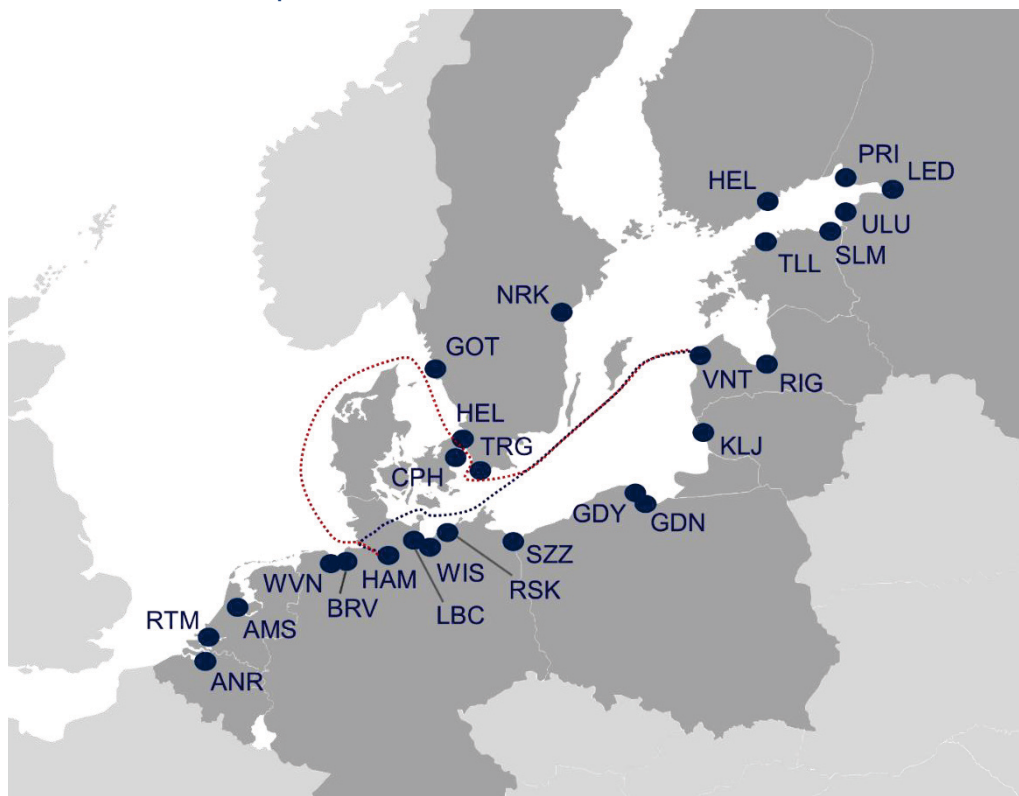 PRI
LED
HEL
ULU
SLM
TLL
NRK
GOT
VNT
RIG
HEL
TRG
KLJ
CPH
GDY
GDN
SZZ
WIS
HAM
WVN
RSK
BRV
LBC
AMS
RTM
ANR